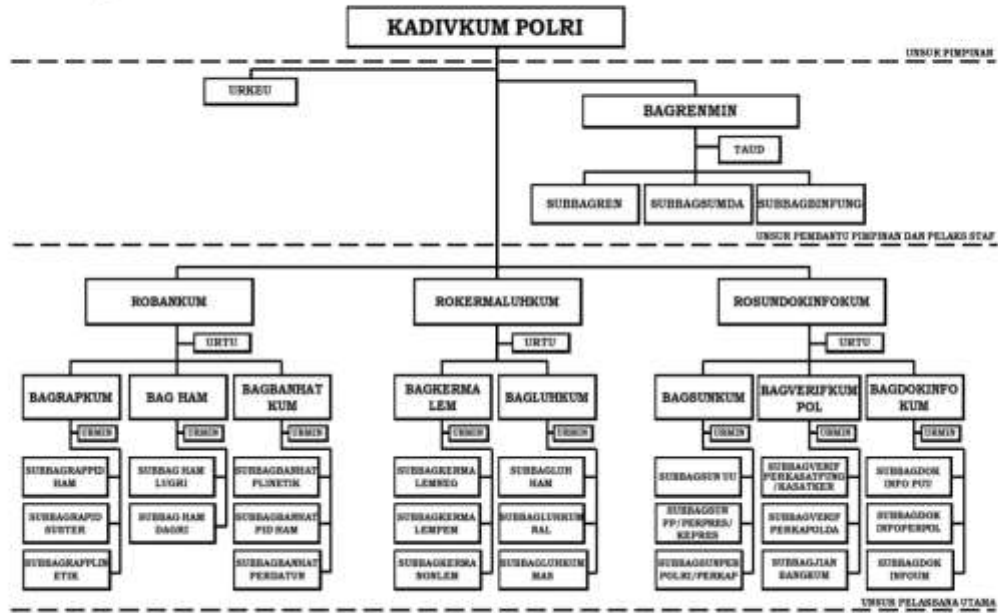 KADIVKUM POLRI
UNSUR PIMPINAN
URKEU
BAGRENMIN
TAUD
SUBBAGREN
SUBBAGSUMDA
SUBBAGBINFUNG
UNSUR PEMBANTU PIMPINAN DAN PELAKS STAF
ROBANKUM
ROKERMALUHKUM
ROSUNDOKINFOKUM
URTU
URTU
URTU
BAGRAPKUM
BAG HAM
BAGBANHAT
KUM
BAGKERMA
LEM
BAGLUHKUM
BAGSUNKUM
BAGVERIFKUM
POL
BAGDOKINFO
KUM
URMIN
URMIN
URMIN
URMIN
URMIN
URMIN
URMIN
URMIN
SUBBAGRAPPID
HAM
SUBBAG HAM
LUGRI
SUBBAGBANHAT
PLINETIK
SUBBAGKERMA
LEMNEG
SUBBAGLUH
HAM
SUBBAGSUN UU
SUBBAGVERIF
PERKASATFUNG
/KASATKER
SUBBAGDOK
INFO PUU
SUBBAGRAPID
SUSTER
SUBBAG HAM
DAGRI
SUBBAGBANHAT
PID HAM
SUBBAGKERMA
LEMPEM
SUBBAGLUHKUM
RAL
SUBBAGSUN
PP/PERPRES/
KEPRES
SUBBAGVERIF
PERKAPOLDA
SUBBAGDOK
INFOPERPOL
SUBBAGRAPPLIN
ETIK
SUBBAGBANHAT
PERDATUN
SUBBAGKERMA
NONLEM
SUBBAGLUHKUM
MAS
SUBBAGSUNPER
POLRI/PERKAP
SUBBAGJIAN
BANGKUM
SUBBAGDOK
INFOUM
UNSUR PELAKSANA UTAMA